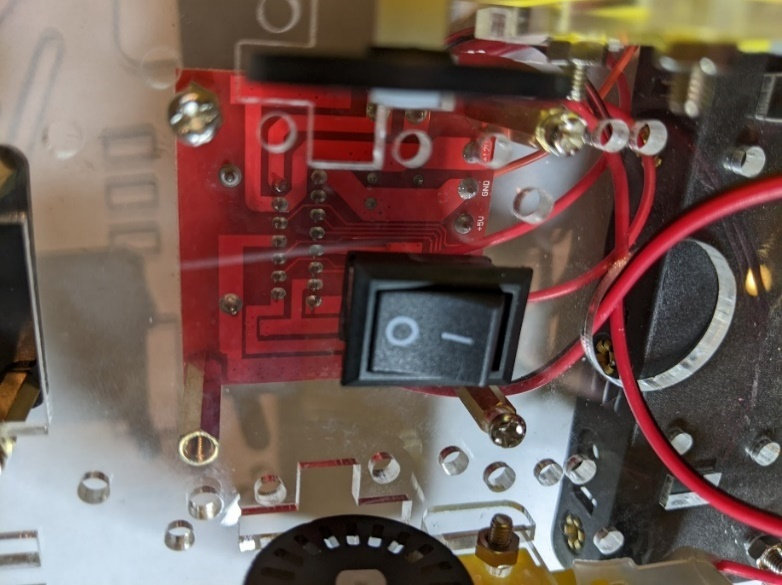 GND
+5V
O I